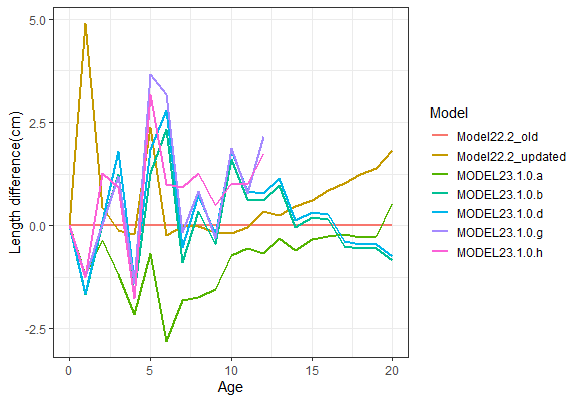 5.0
2.5
0.0
-2.5
Length difference(cm)
0
5
10
15
20
Age
Model
Model22.2_old
Model22.2_updated
MODEL23.1.0.a
MODEL23.1.0.b
MODEL23.1.0.d
MODEL23.1.0.g
MODEL23.1.0.h